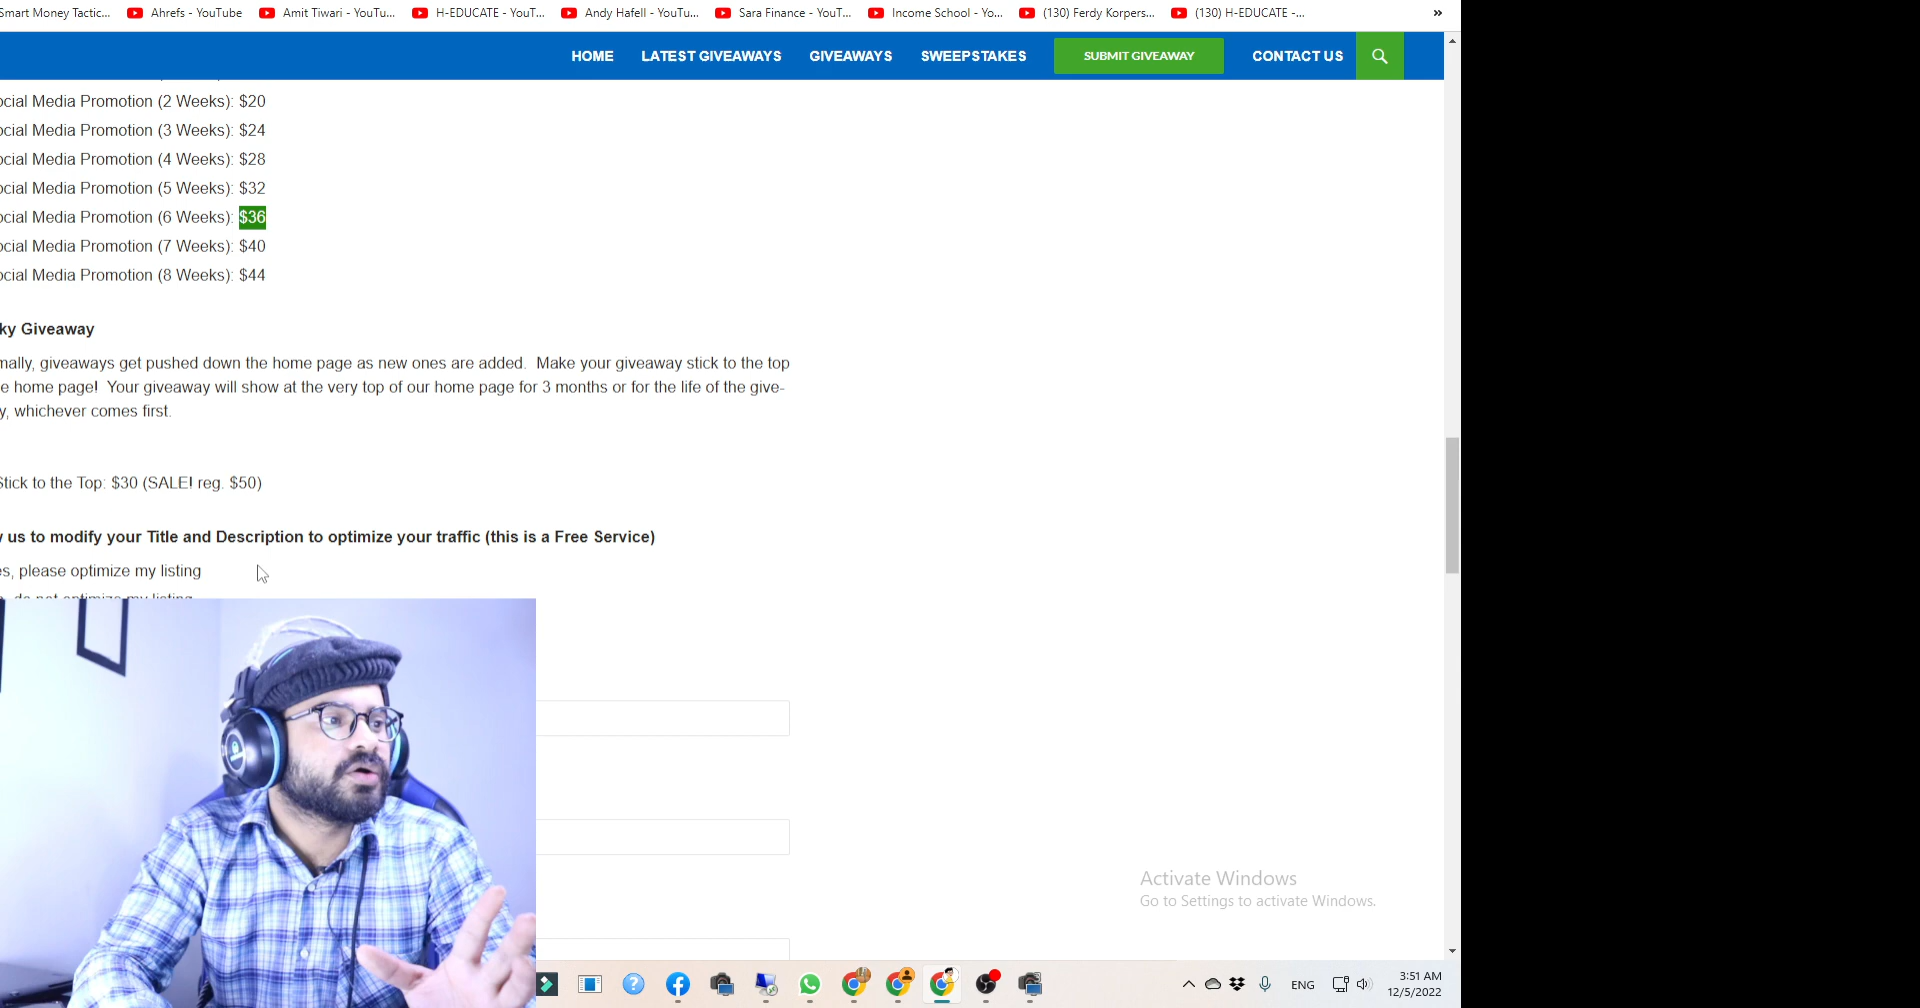 Smart Money Tactic... Ahrefs - YouTube Amit Tiwari - YouTu... H-EDUCATE - YouT... Andy Hafell - YouTu... Sara Finance - YouT... Income School - Yo... (130) Ferdy Korpers... (130) H-EDUCATE -... »
HOME LATEST GIVEAWAYS GIVEAWAYS SWEEPSTAKES SUBMIT GIVEAWAY CONTACT US
ocial Media Promotion (2 Weeks): $20
ocial Media Promotion (3 Weeks): $24
ocial Media Promotion (4 Weeks): $28
ocial Media Promotion (5 Weeks): $32
ocial Media Promotion (6 Weeks): $36
ocial Media Promotion (7 Weeks): $40
ocial Media Promotion (8 Weeks): $44
ky Giveaway
mally, giveaways get pushed down the home page as new ones are added. Make your giveaway stick to the top
e home page! Your giveaway will show at the very top of our home page for 3 months or for the life of the give-
y, whichever comes first.
Stick to the Top: $30 (SALE! reg. $50)
us to modify your Title and Description to optimize your traffic (this is a Free Service)
es, please optimize my listing
do not optimize my listing
Activate Windows
Go to Settings to activate Windows.
ENG
3:51 AM
12/5/2022